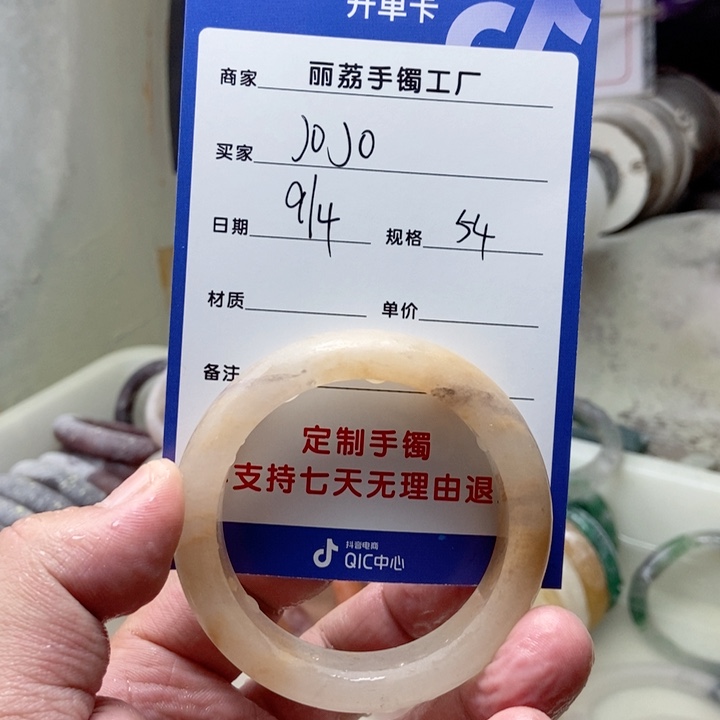 开单卡
商家 丽荔手镯工厂
买家 JOJO
日期 9/4 规格 54
材质 单价
备注
定制手镯
支持七天无理由退
抖音电商
QIC中心